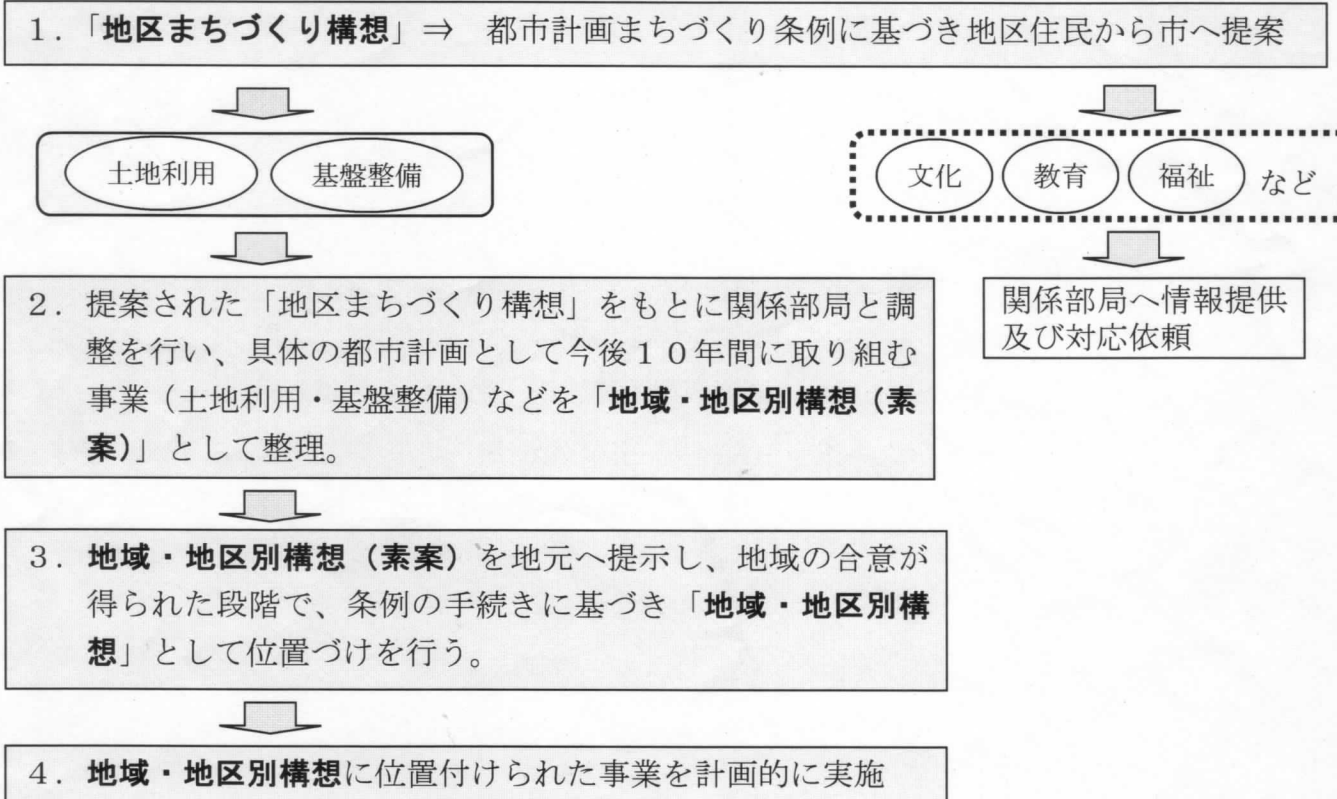 １．「地区まちづくり構想」⇒　都市計画まちづくり条例に基づき地区住民から市へ提案
土地利用
基盤整備
文化
教育
福祉
など
２．提案された「地区まちづくり構想」をもとに関係部局と調
整を行い、具体の都市計画として今後１０年間に取り組む
事業（土地利用・基盤整備）などを「地域・地区別構想（素
案）」として整理。
関係部局へ情報提供
及び対応依頼
３．地域・地区別構想（素案）を地元へ提示し、地域の合意が
得られた段階で、条例の手続きに基づき「地域・地区別構
想」として位置づけを行う。
４．地域・地区別構想に位置付けられた事業を計画的に実施